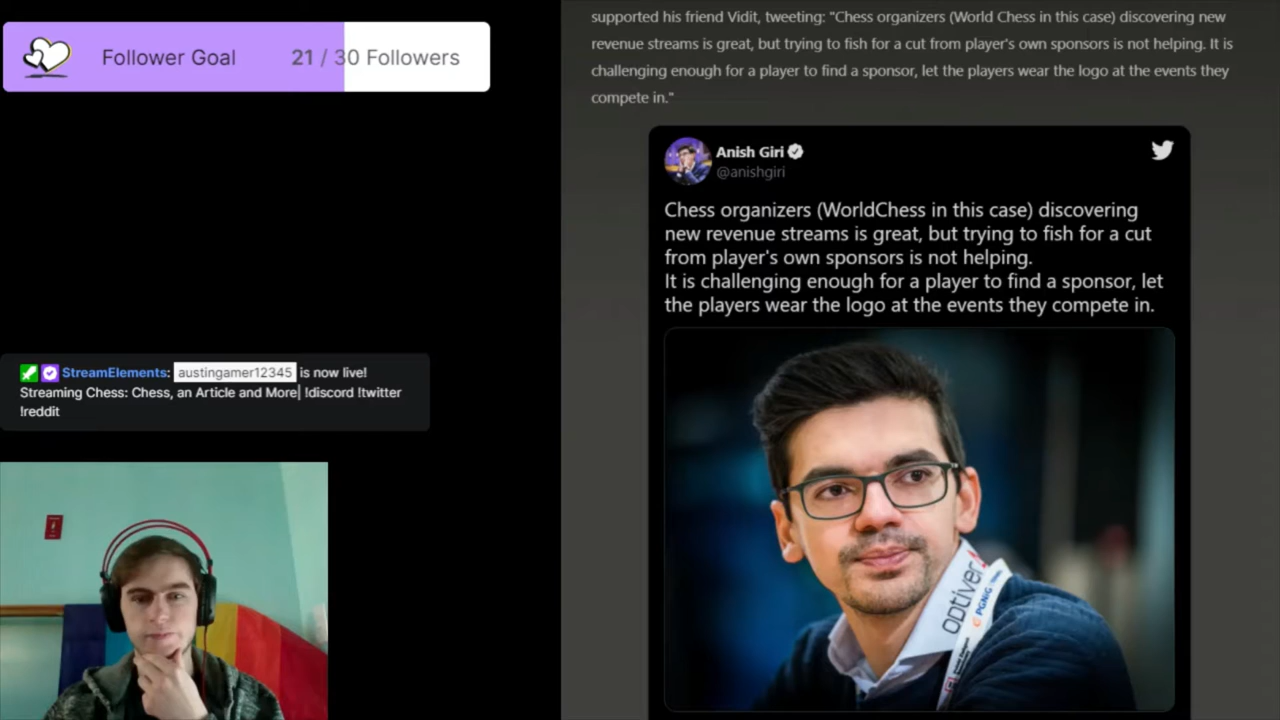 Follower Goal 21 / 30 Followers
StreamElements: austingamer12345 is now live!
Streaming Chess: Chess, an Article and More| !discord !twitter
!reddit
supported his friend Vidit, tweeting: "Chess organizers (World Chess in this case) discovering new
revenue streams is great, but trying to fish for a cut from player's own sponsors is not helping. It is
challenging enough for a player to find a sponsor, let the players wear the logo at the events they
compete in."
Anish Giri
@anishgiri
Chess organizers (WorldChess in this case) discovering
new revenue streams is great, but trying to fish for a cut
from player's own sponsors is not helping.
It is challenging enough for a player to find a sponsor, let
the players wear the logo at the events they compete in.
optiver
PGNiG